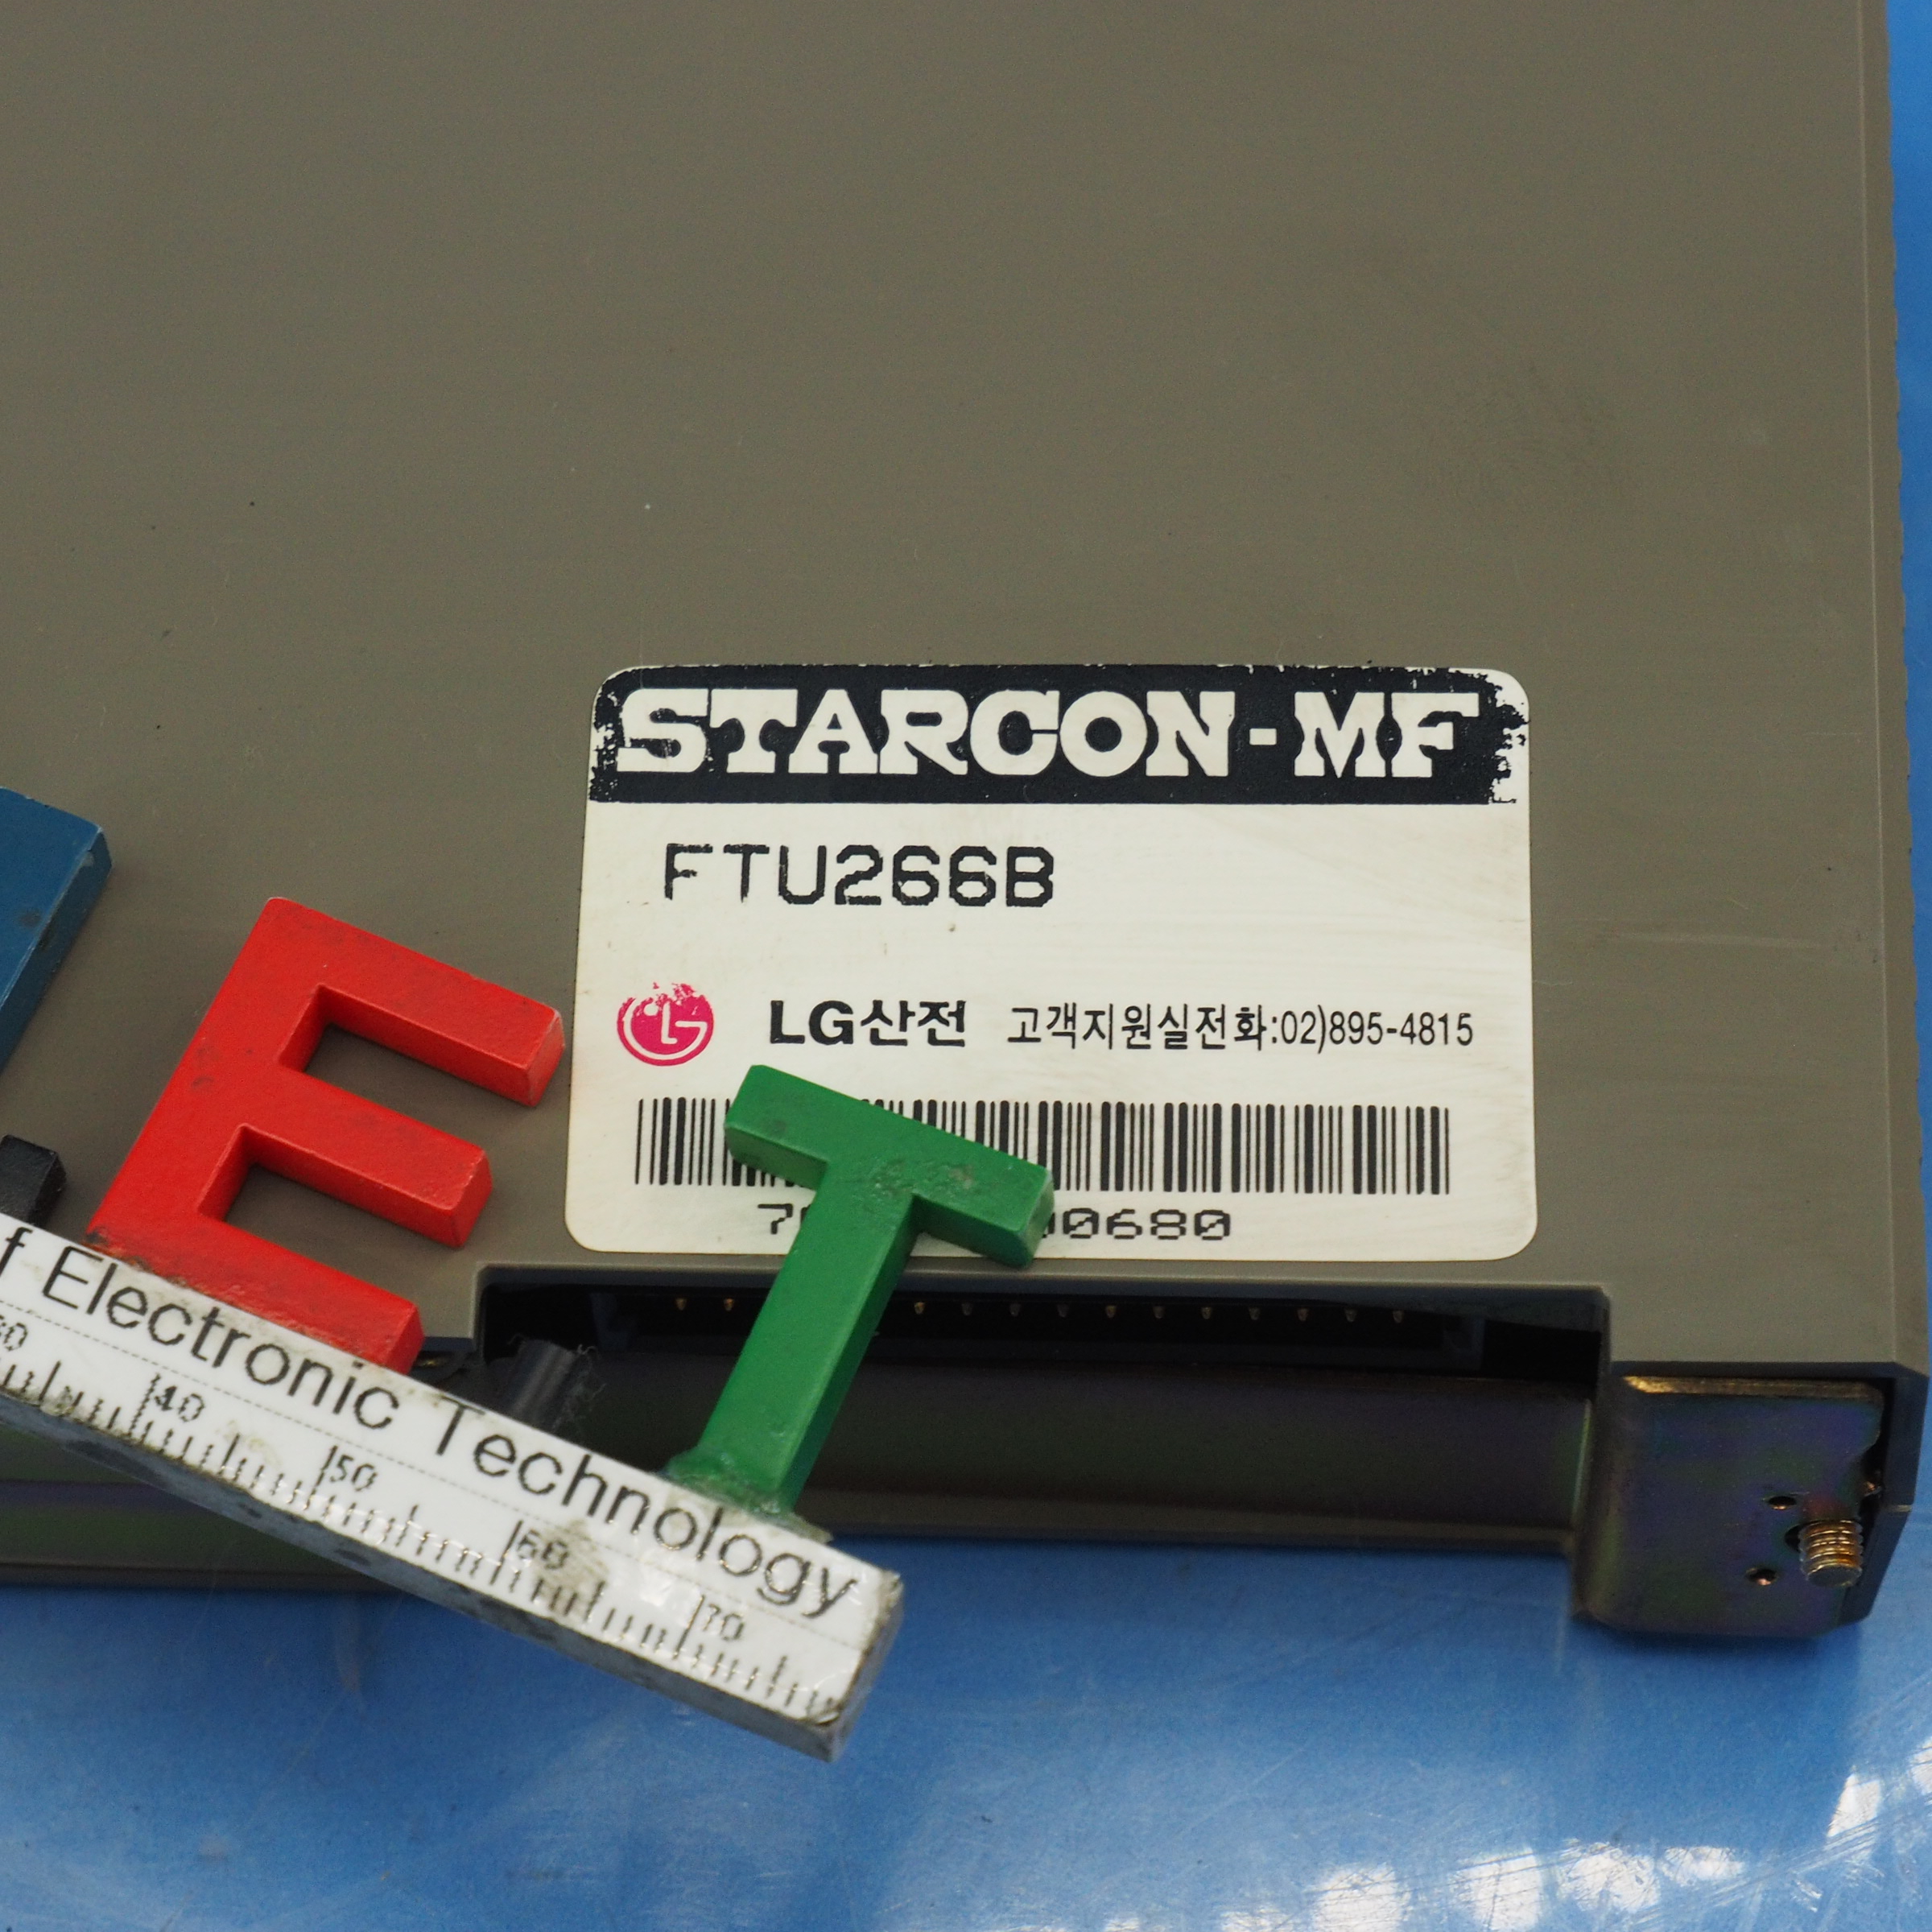 STARCON-MF
FTU266B
LG산전 고객지원실전화:02)895-4815
E T
Electronic Technology
40 50 60 70